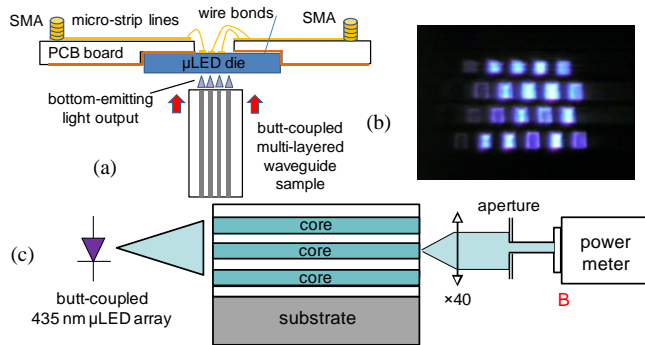 SMA
micro-strip lines
wire bonds
SMA
PCB board
µLED die
bottom-emitting
light output
butt-coupled
multi-layered
waveguide
sample
(a)
(b)
(c)
butt-coupled
435 nm µLED array
core
core
core
substrate
×40
aperture
B
power
meter